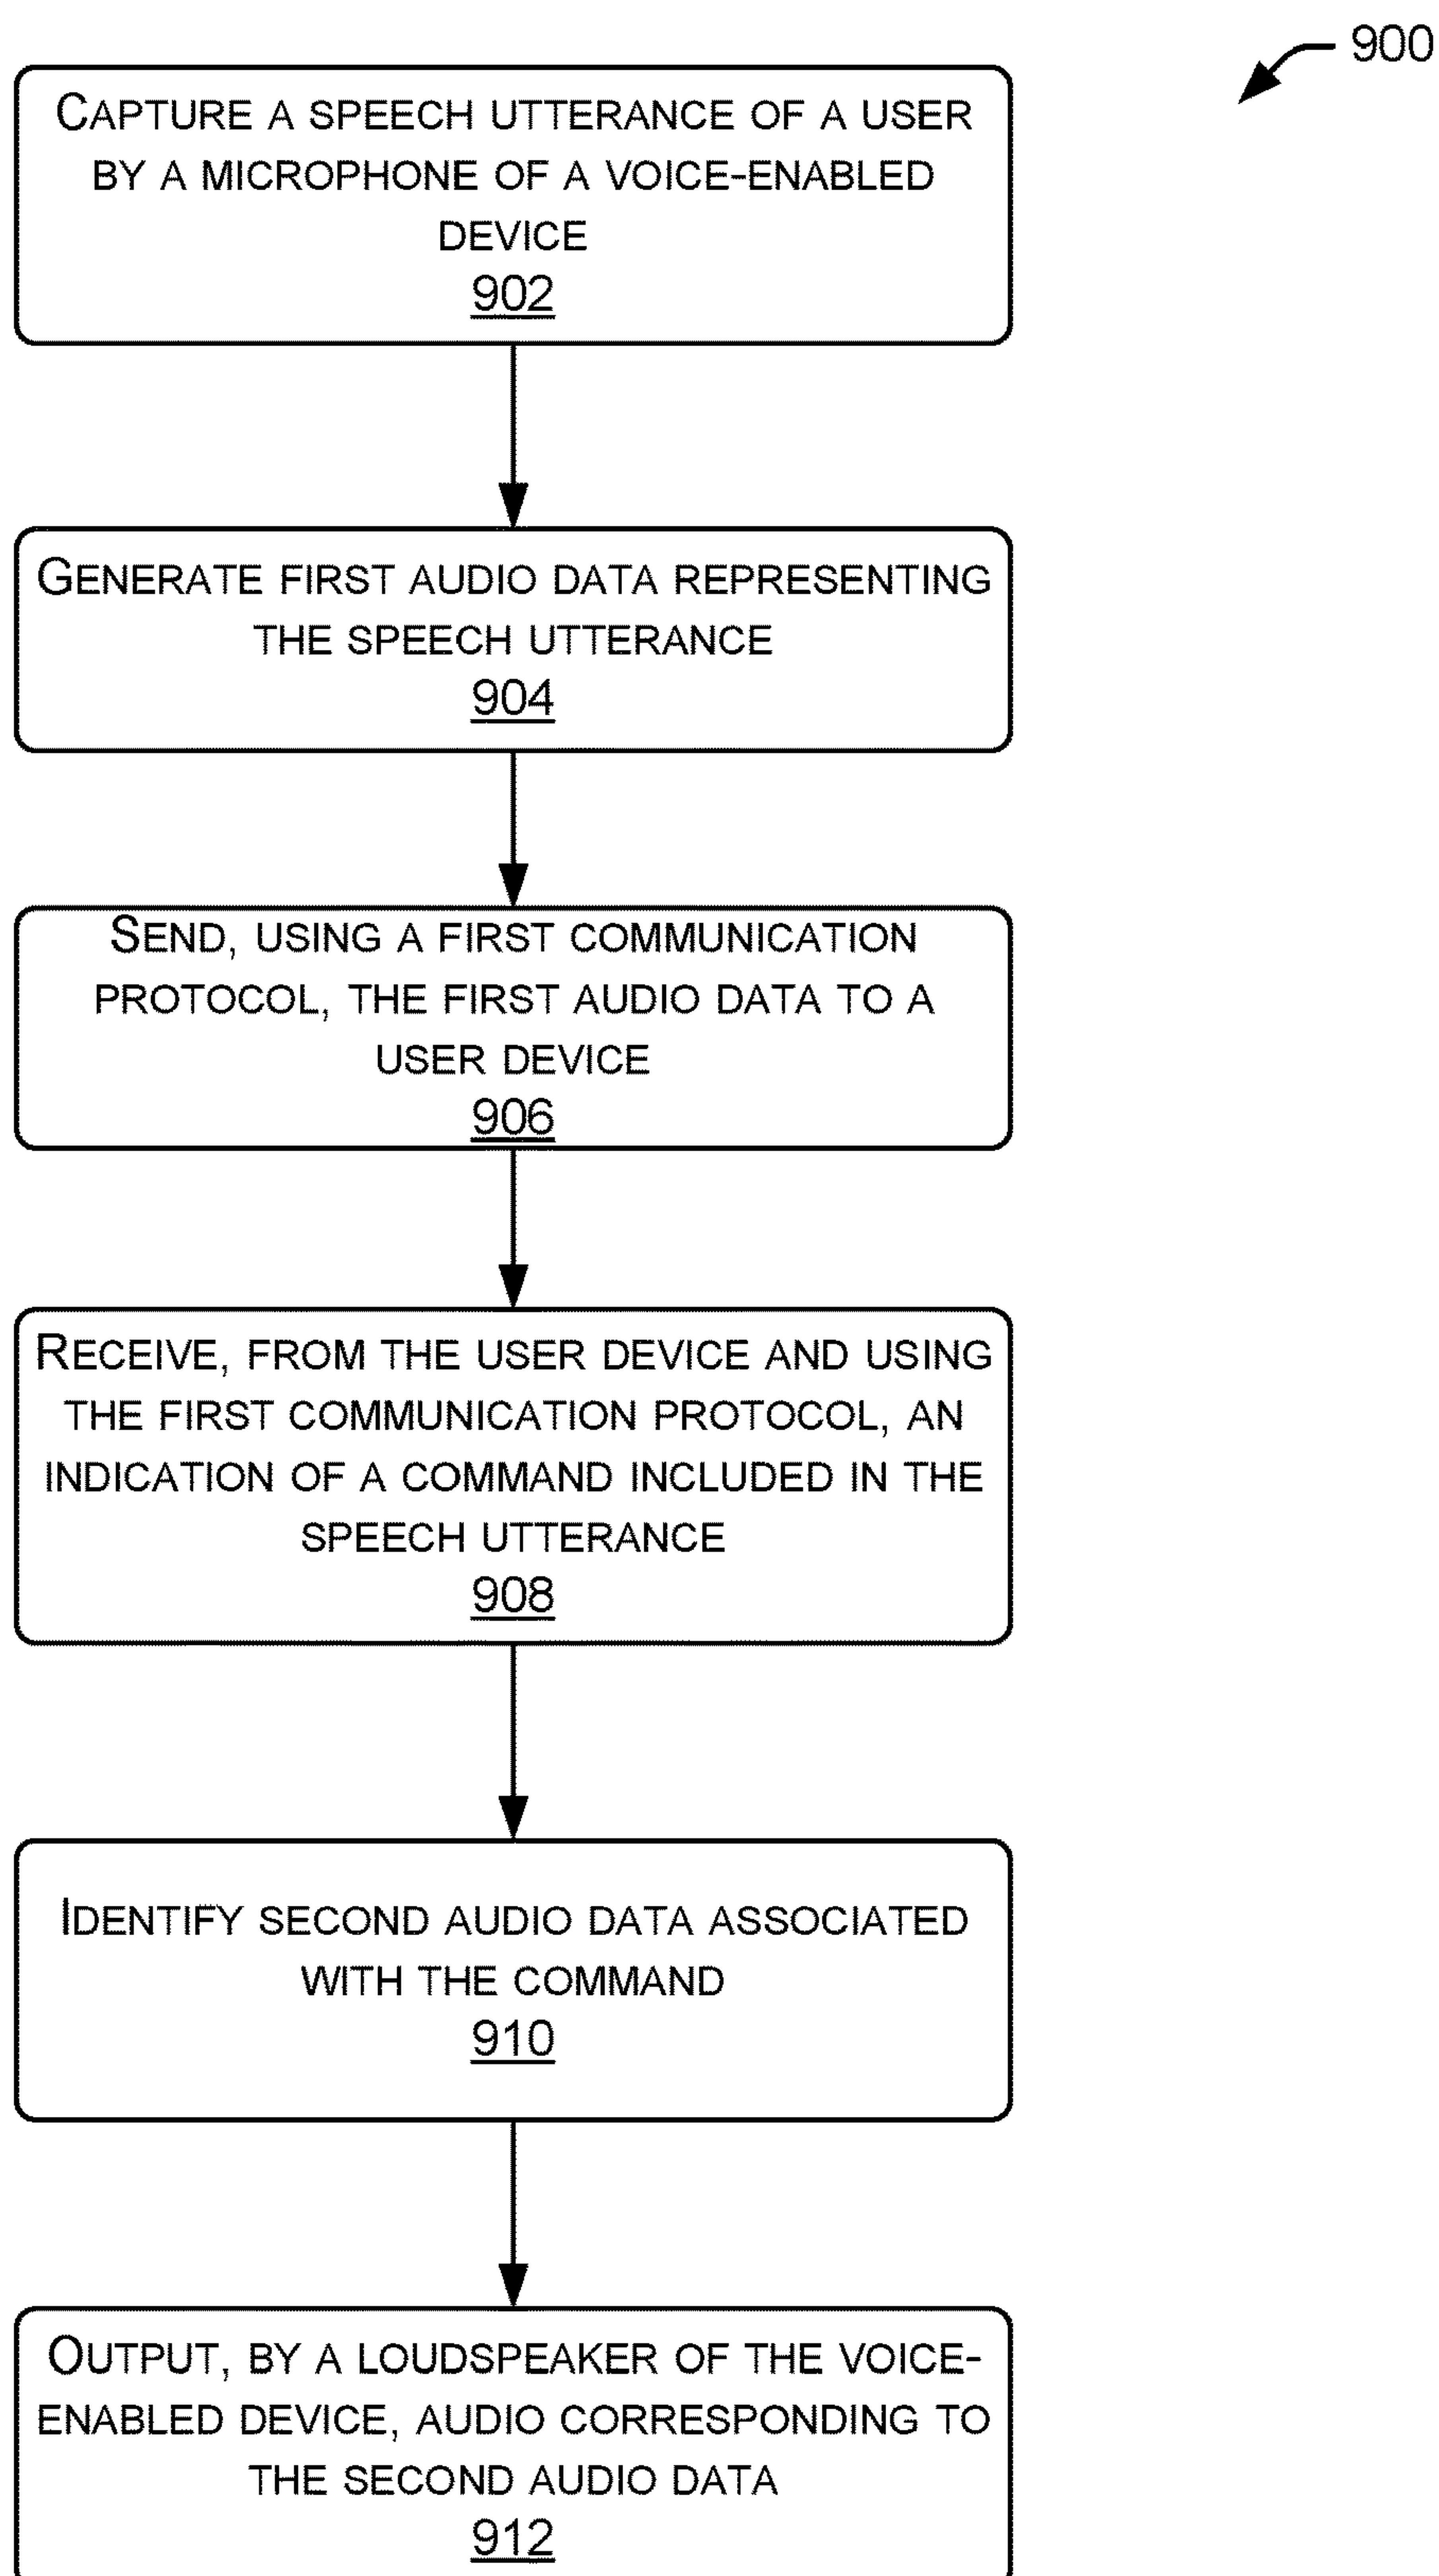 900
CAPTURE A SPEECH UTTERANCE OF A USER
BY A MICROPHONE OF A VOICE-ENABLED
DEVICE
902
GENERATE FIRST AUDIO DATA REPRESENTING
THE SPEECH UTTERANCE
904
SEND, USING A FIRST COMMUNICATION
PROTOCOL, THE FIRST AUDIO DATA TO A
USER DEVICE
906
RECEIVE, FROM THE USER DEVICE AND USING
THE FIRST COMMUNICATION PROTOCOL, AN
INDICATION OF A COMMAND INCLUDED IN THE
SPEECH UTTERANCE
908
IDENTIFY SECOND AUDIO DATA ASSOCIATED
WITH THE COMMAND
910
OUTPUT, BY A LOUDSPEAKER OF THE VOICE-
ENABLED DEVICE, AUDIO CORRESPONDING TO
THE SECOND AUDIO DATA
912